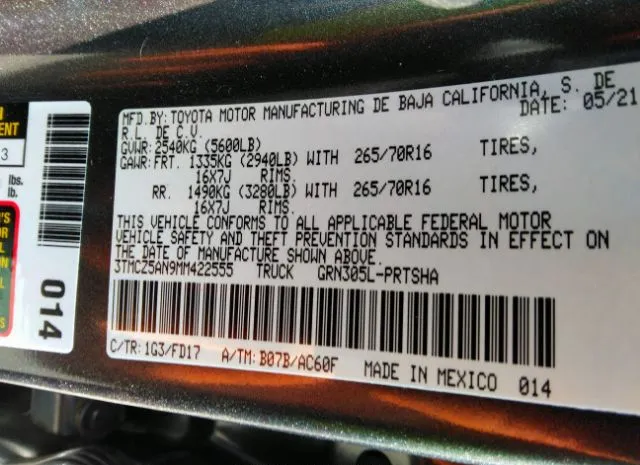 MFD.BY: TOYOTA MOTOR MANUFACTURING DE BAJA CALIFORNIA, S. DE
R.L. DE C.V. DATE: 05/21
GVWR: 2540KG (5600LB)
GAWR: FRT. 1335KG (2940LB) WITH 265/70R16 TIRES,
16X7J RIMS.
RR. 1490KG (3280LB) WITH 265/70R16 TIRES,
16X7J RIMS.
THIS VEHICLE CONFORMS TO ALL APPLICABLE FEDERAL MOTOR
VEHICLE SAFETY AND THEFT PREVENTION STANDARDS IN EFFECT ON
THE DATE OF MANUFACTURE SHOWN ABOVE.
3TMCZ5AN9MM422555 TRUCK GRN305L-PRTSHA
C/TR: 1G3/FD17 A/TM: B07B/AC60F MADE IN MEXICO 014
3
lbs.
lb.
014